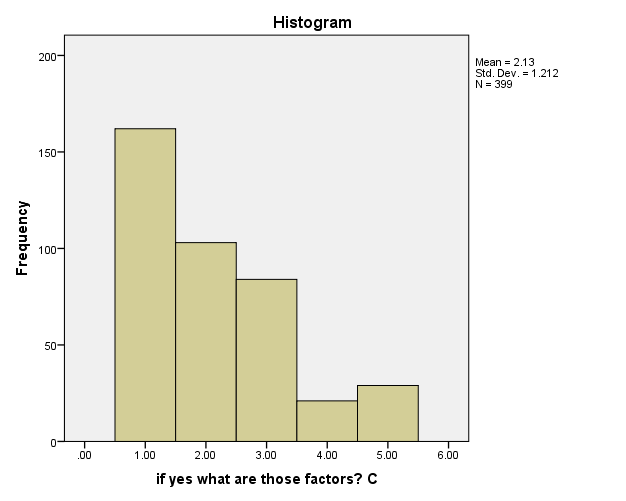 Histogram
Mean = 2.13
Std. Dev. = 1.212
N = 399
Frequency
200
150
100
50
0
.00 1.00 2.00 3.00 4.00 5.00 6.00
if yes what are those factors? C